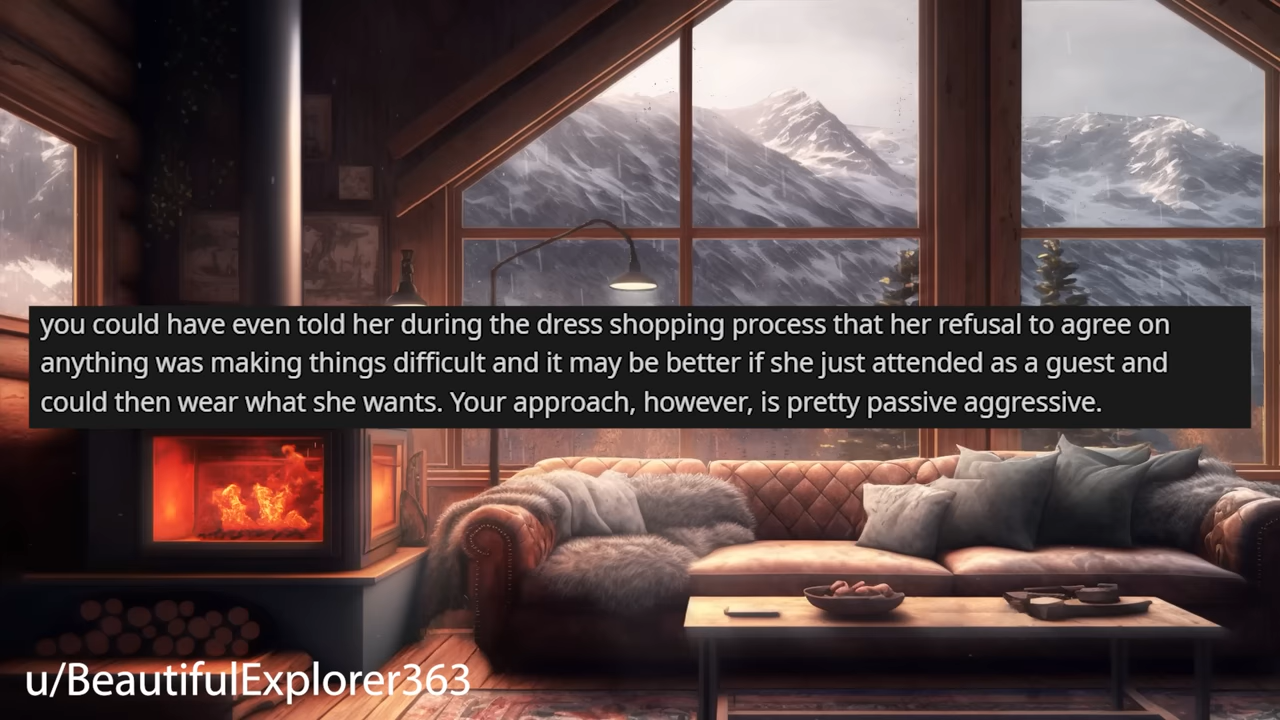 you could have even told her during the dress shopping process that her refusal to agree on
anything was making things difficult and it may be better if she just attended as a guest and
could then wear what she wants. Your approach, however, is pretty passive aggressive.
u/BeautifulExplorer363